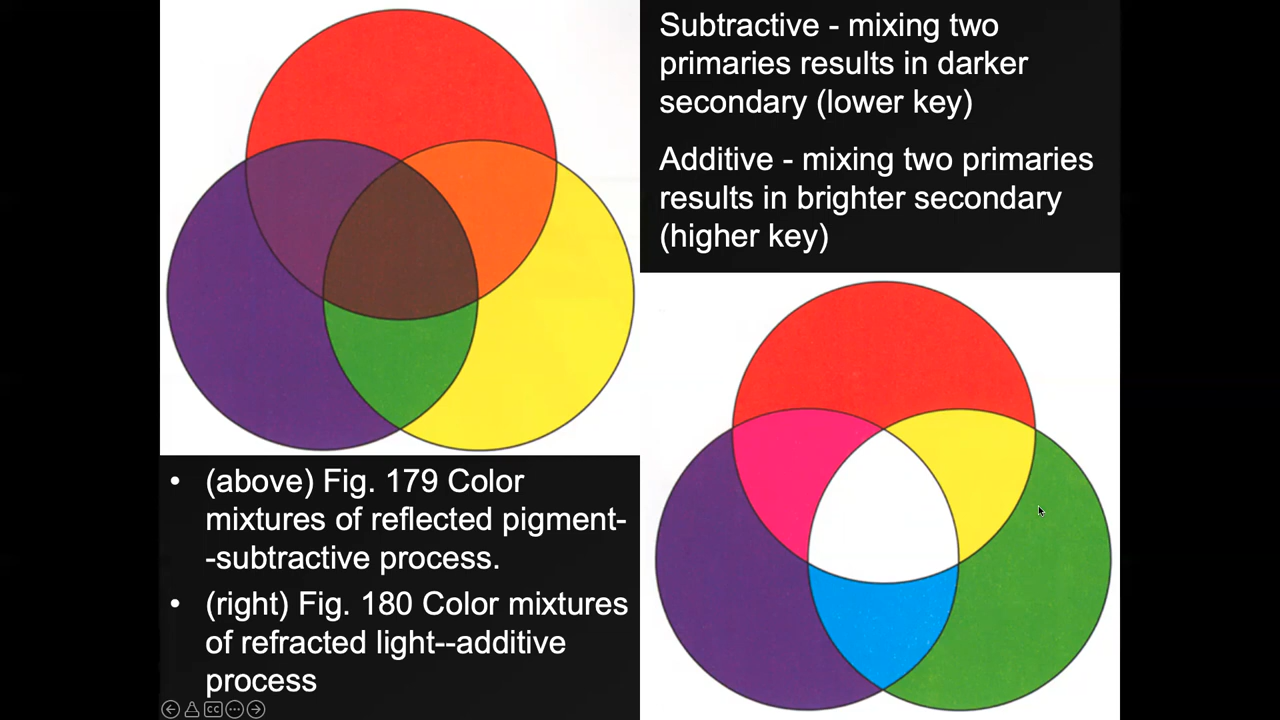 Subtractive - mixing two
primaries results in darker
secondary (lower key)
Additive - mixing two primaries
results in brighter secondary
(higher key)
• (above) Fig. 179 Color
mixtures of reflected pigment-
-subtractive process.
• (right) Fig. 180 Color mixtures
of refracted light--additive
process
CC